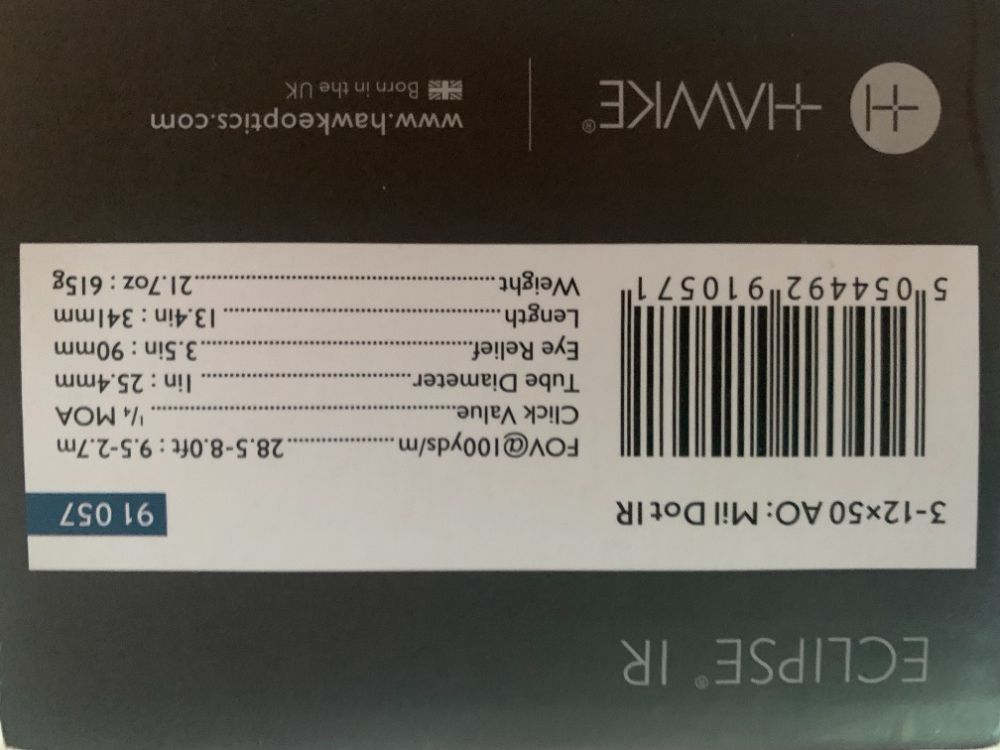 ECLIPSE® IR
3-12×50 AO: Mil Dot IR
91 057
FOV@100yds/m....................28.5-8.0ft : 9.5-2.7m
Click Value.......................................................¼ MOA
Tube Diameter......................................1in : 25.4mm
Eye Relief................................................3.5in : 90mm
Length..................................................13.4in : 341mm
Weight.....................................................21.7oz : 615g
5 054492 910571
HAWKE®
www.hawkeoptics.com
Born in the UK